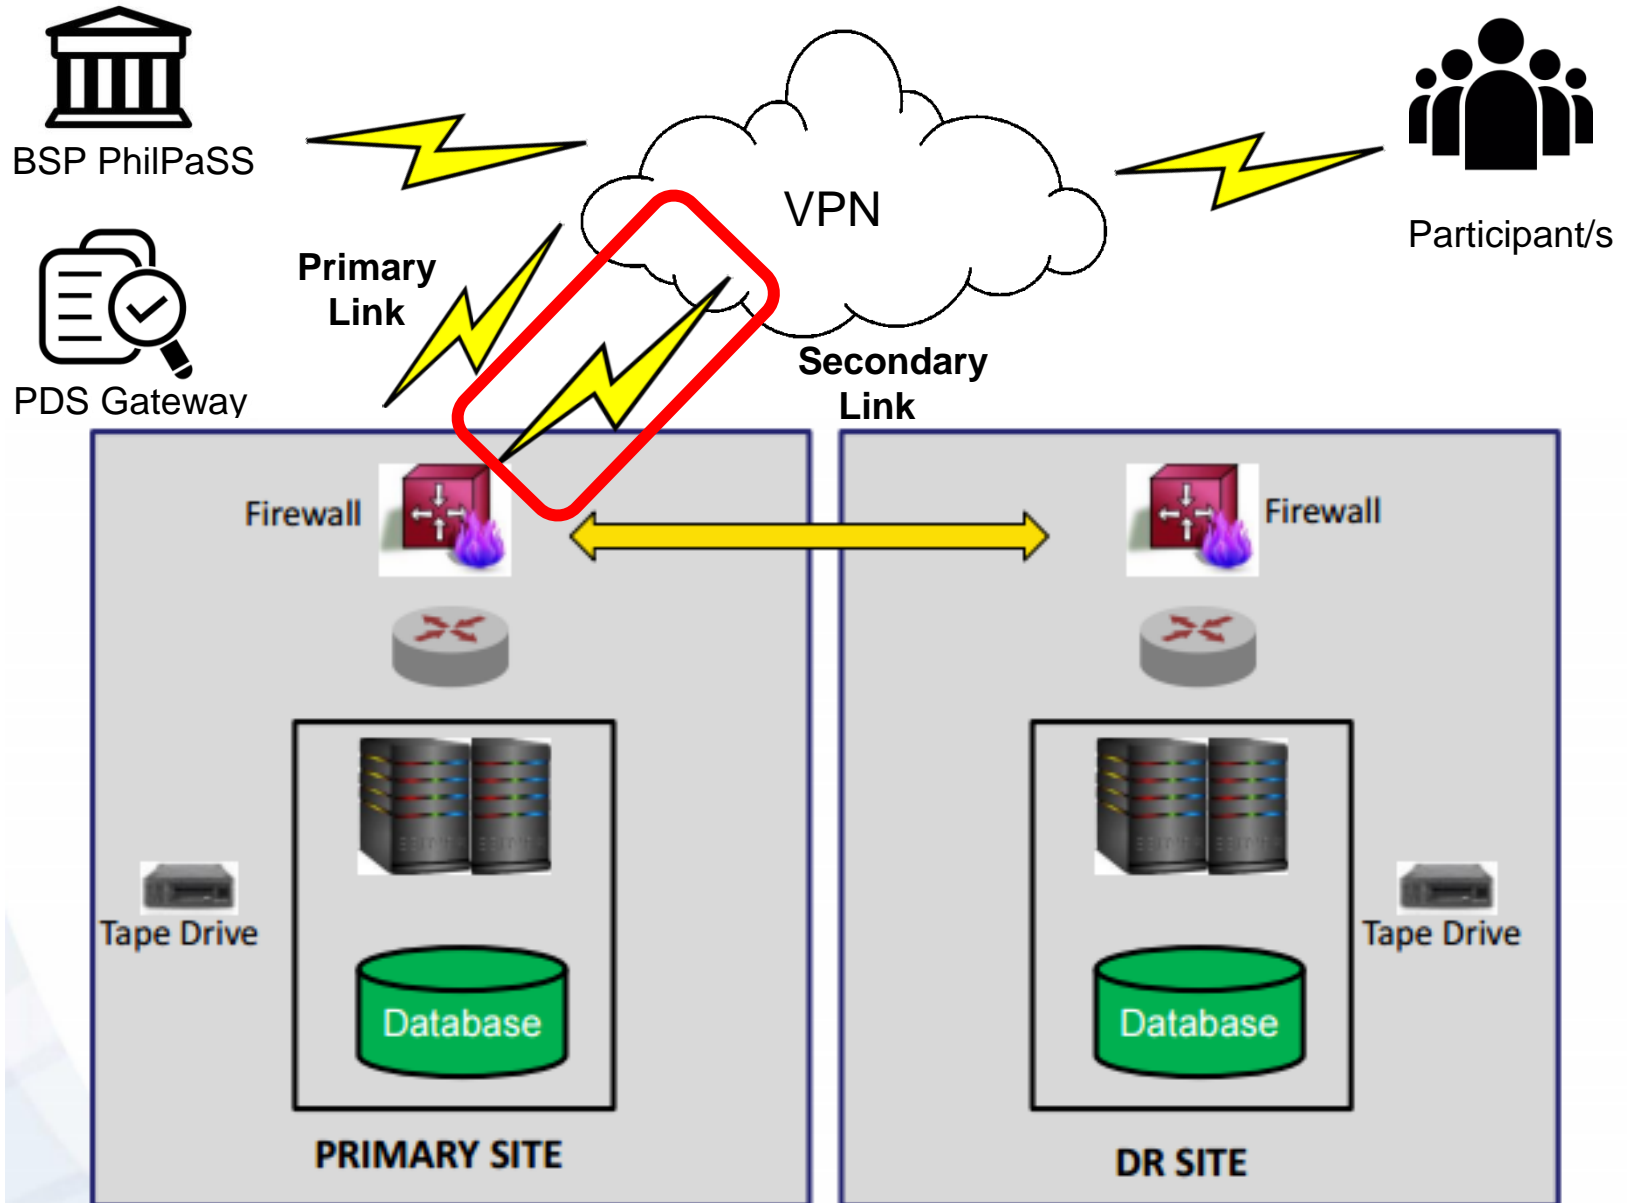 BSP PhilPaSS
VPN
Participant/s
Primary
Link
PDS Gateway
Secondary
Link
Firewall
Firewall
Tape Drive
Tape Drive
Database
Database
PRIMARY SITE
DR SITE